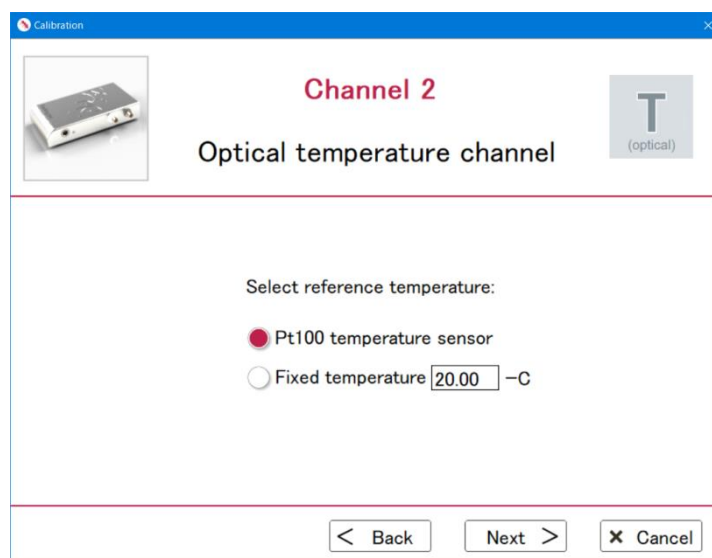 Calibration
Channel 2
Optical temperature channel
T
(optical)
Select reference temperature:
Pt100 temperature sensor
Fixed temperature 20.00 −C
< Back Next > × Cancel